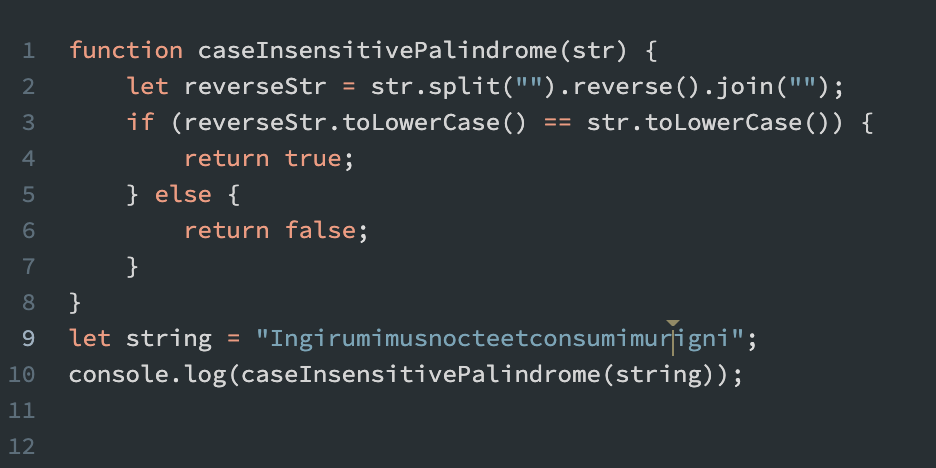 1 function caseInsensitivePalindrome(str) {
2 let reverseStr = str.split("").reverse().join("");
3 if (reverseStr.toLowerCase() == str.toLowerCase()) {
4 return true;
5 } else {
6 return false;
7 }
8 }
9 let string = "Ingirumimusnocteetconsumimurigni";
10 console.log(caseInsensitivePalindrome(string));
11
12